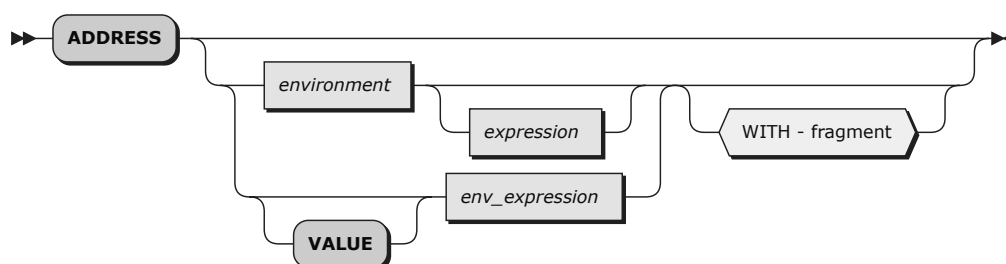 ADDRESS
environment
expression
WITH - fragment
env_expression
VALUE